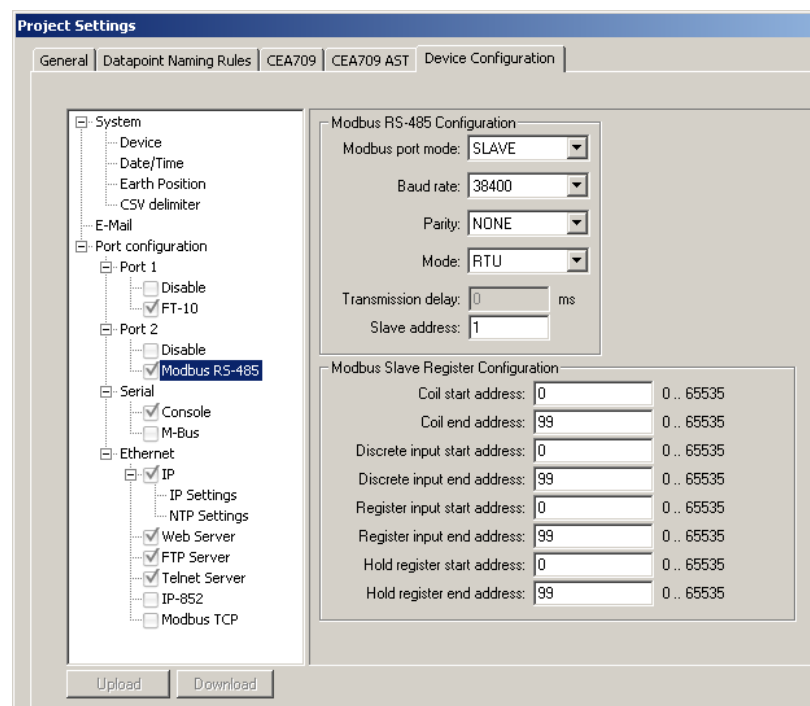 Project Settings
General Datapoint Naming Rules CEA709 CEA709 AST Device Configuration
System
Device
Date/Time
Earth Position
CSV delimiter
E-Mail
Port configuration
Port 1
Disable
FT-10
Port 2
Disable
Modbus RS-485
Serial
Console
M-Bus
Ethernet
IP
IP Settings
NTP Settings
Web Server
FTP Server
Telnet Server
IP-852
Modbus TCP
Upload Download
Modbus RS-485 Configuration
Modbus port mode: SLAVE
Baud rate: 38400
Parity: NONE
Mode: RTU
Transmission delay: 0 ms
Slave address: 1
Modbus Slave Register Configuration
Coil start address: 0 0 .. 65535
Coil end address: 99 0 .. 65535
Discrete input start address: 0 0 .. 65535
Discrete input end address: 99 0 .. 65535
Register input start address: 0 0 .. 65535
Register input end address: 99 0 .. 65535
Hold register start address: 0 0 .. 65535
Hold register end address: 99 0 .. 65535